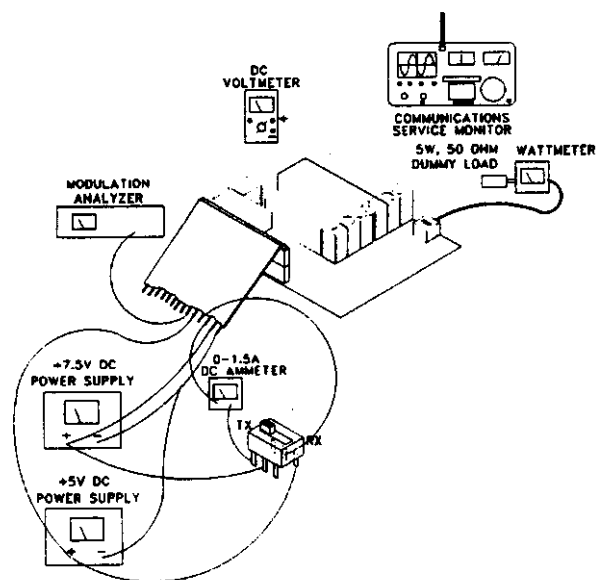 DC
VOLTMETER
COMMUNICATIONS
SERVICE MONITOR
5W, 50 OHM
DUMMY LOAD
WATTMETER
MODULATION
ANALYZER
+7.5V DC
POWER SUPPLY
+ -
0-1.5A
DC AMMETER
TX
RX
+5V DC
POWER SUPPLY
+ -